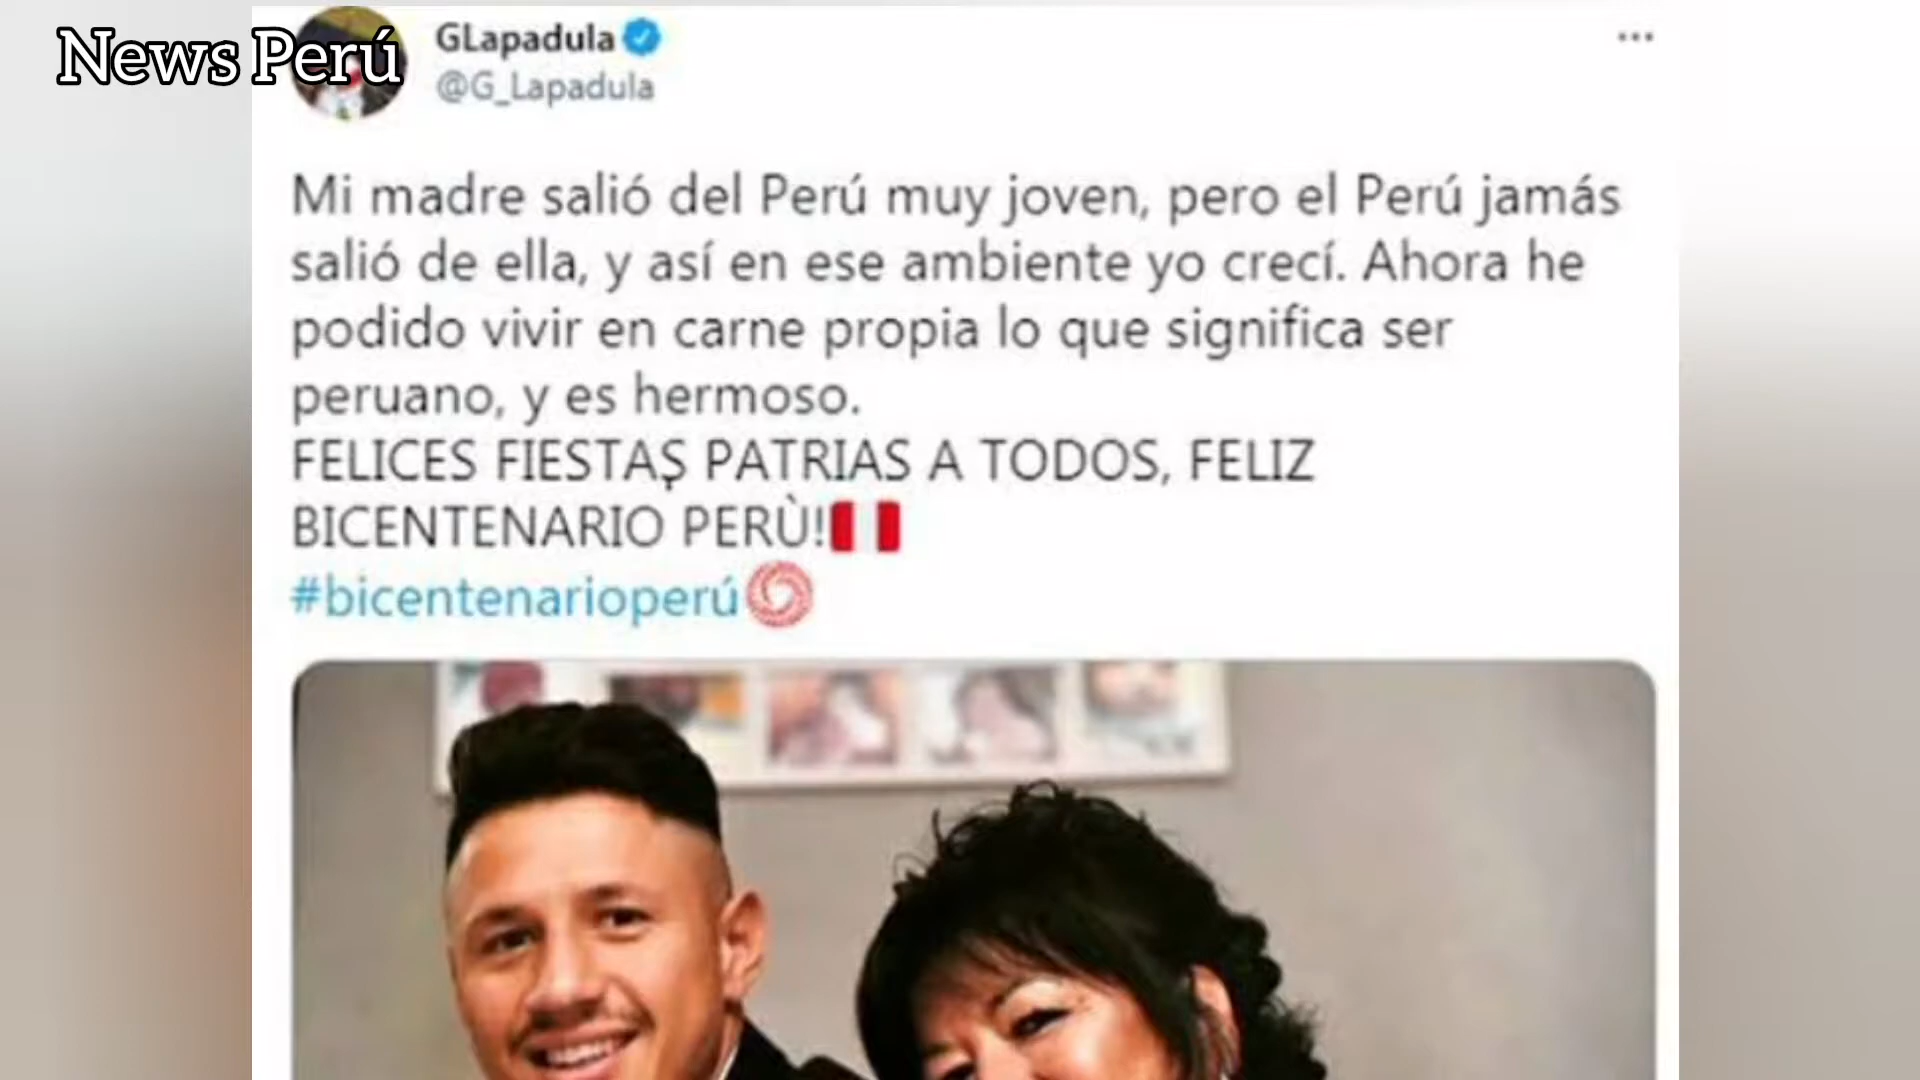 News Perú
GLapadula
@G_Lapadula
Mi madre salió del Perú muy joven, pero el Perú jamás
salió de ella, y así en ese ambiente yo crecí. Ahora he
podido vivir en carne propia lo que significa ser
peruano, y es hermoso.
FELICES FIESTAŞ PATRIAS A TODOS, FELIZ
BICENTENARIO PERÙ!
#bicentenarioperú